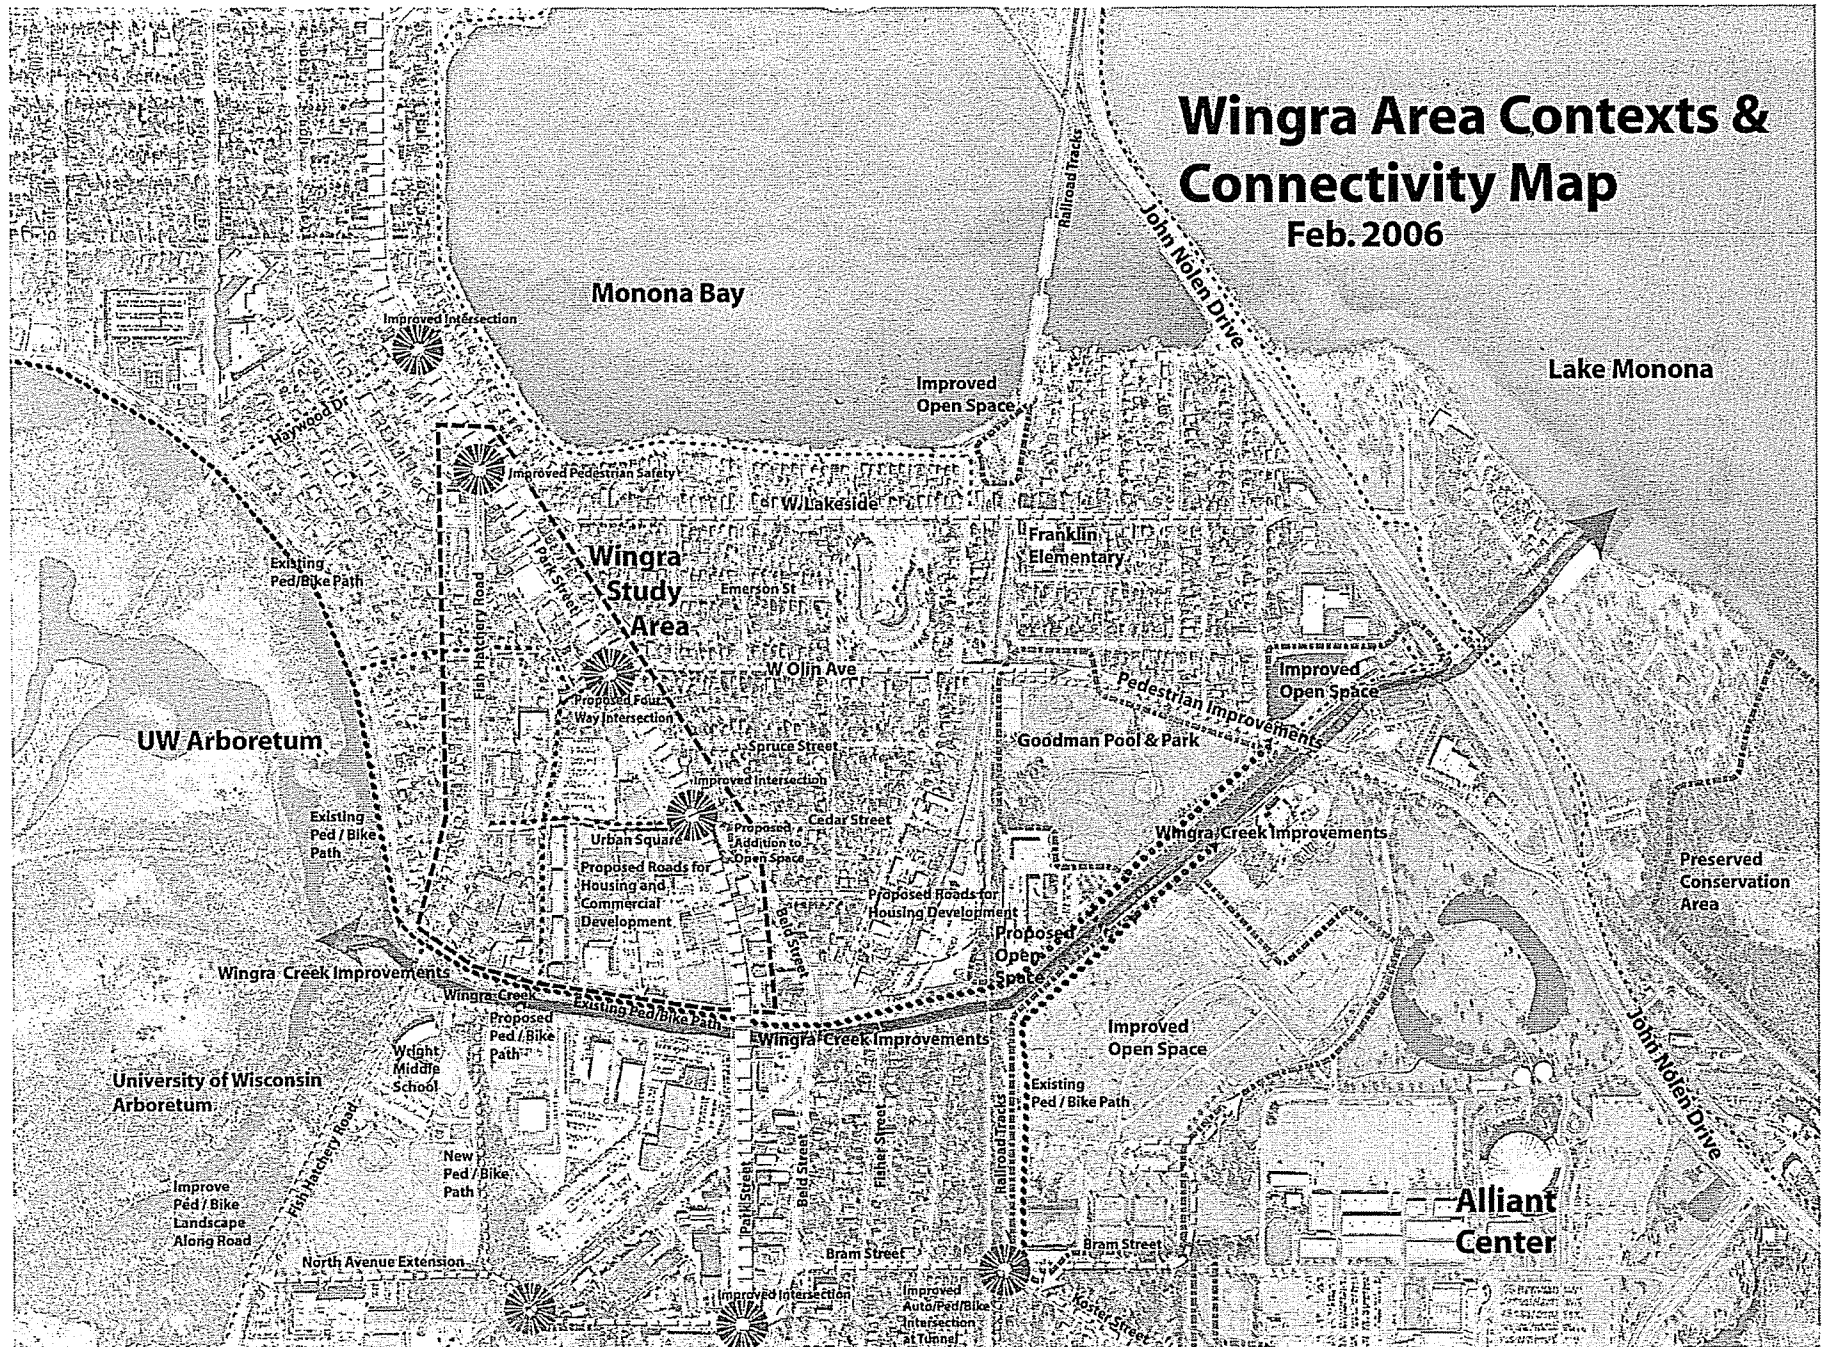 Wingra Area Contexts &
Connectivity Map
Feb. 2006
Railroad Tracks
John Nolen Drive
Monona Bay
Improved Intersection
Lake Monona
Improved
Open Space
Haywood Dr
Improved Pedestrian Safety
W. Lakeside
Franklin
Elementary
Park Street
Wingra
Study
Area
Existing
Ped/Bike Path
Fish Hatchery Road
Emerson St
W Olin Ave
Improved
Open Space
Pedestrian Improvements
Proposed Four
Way Intersection
UW Arboretum
Spruce Street
Goodman Pool & Park
Improved Intersection
Existing
Ped / Bike
Path
Cedar Street
Urban Square
Proposed
Addition to
Open Space
Wingra Creek Improvements
Proposed Roads for
Housing and
Commercial
Development
Preserved
Conservation
Area
Proposed Roads for
Housing Development
Beld Street
Proposed
Open
Space
Wingra Creek Improvements
Wingra Creek
Existing Ped/Bike Path
Proposed
Ped / Bike
Path
Wingra Creek Improvements
Improved
Open Space
Wright
Middle
School
University of Wisconsin
Arboretum
Existing
Ped / Bike Path
John Nolen Drive
Fish Hatchery Road
New
Ped / Bike
Path
Park Street
Beld Street
Fisher Street
Railroad Tracks
Improve
Ped / Bike
Landscape
Along Road
Alliant
Center
Bram Street
Bram Street
North Avenue Extension
Improved Intersection
Improved
Auto/Ped/Bike
Intersection
at Tunnel
Koster Street